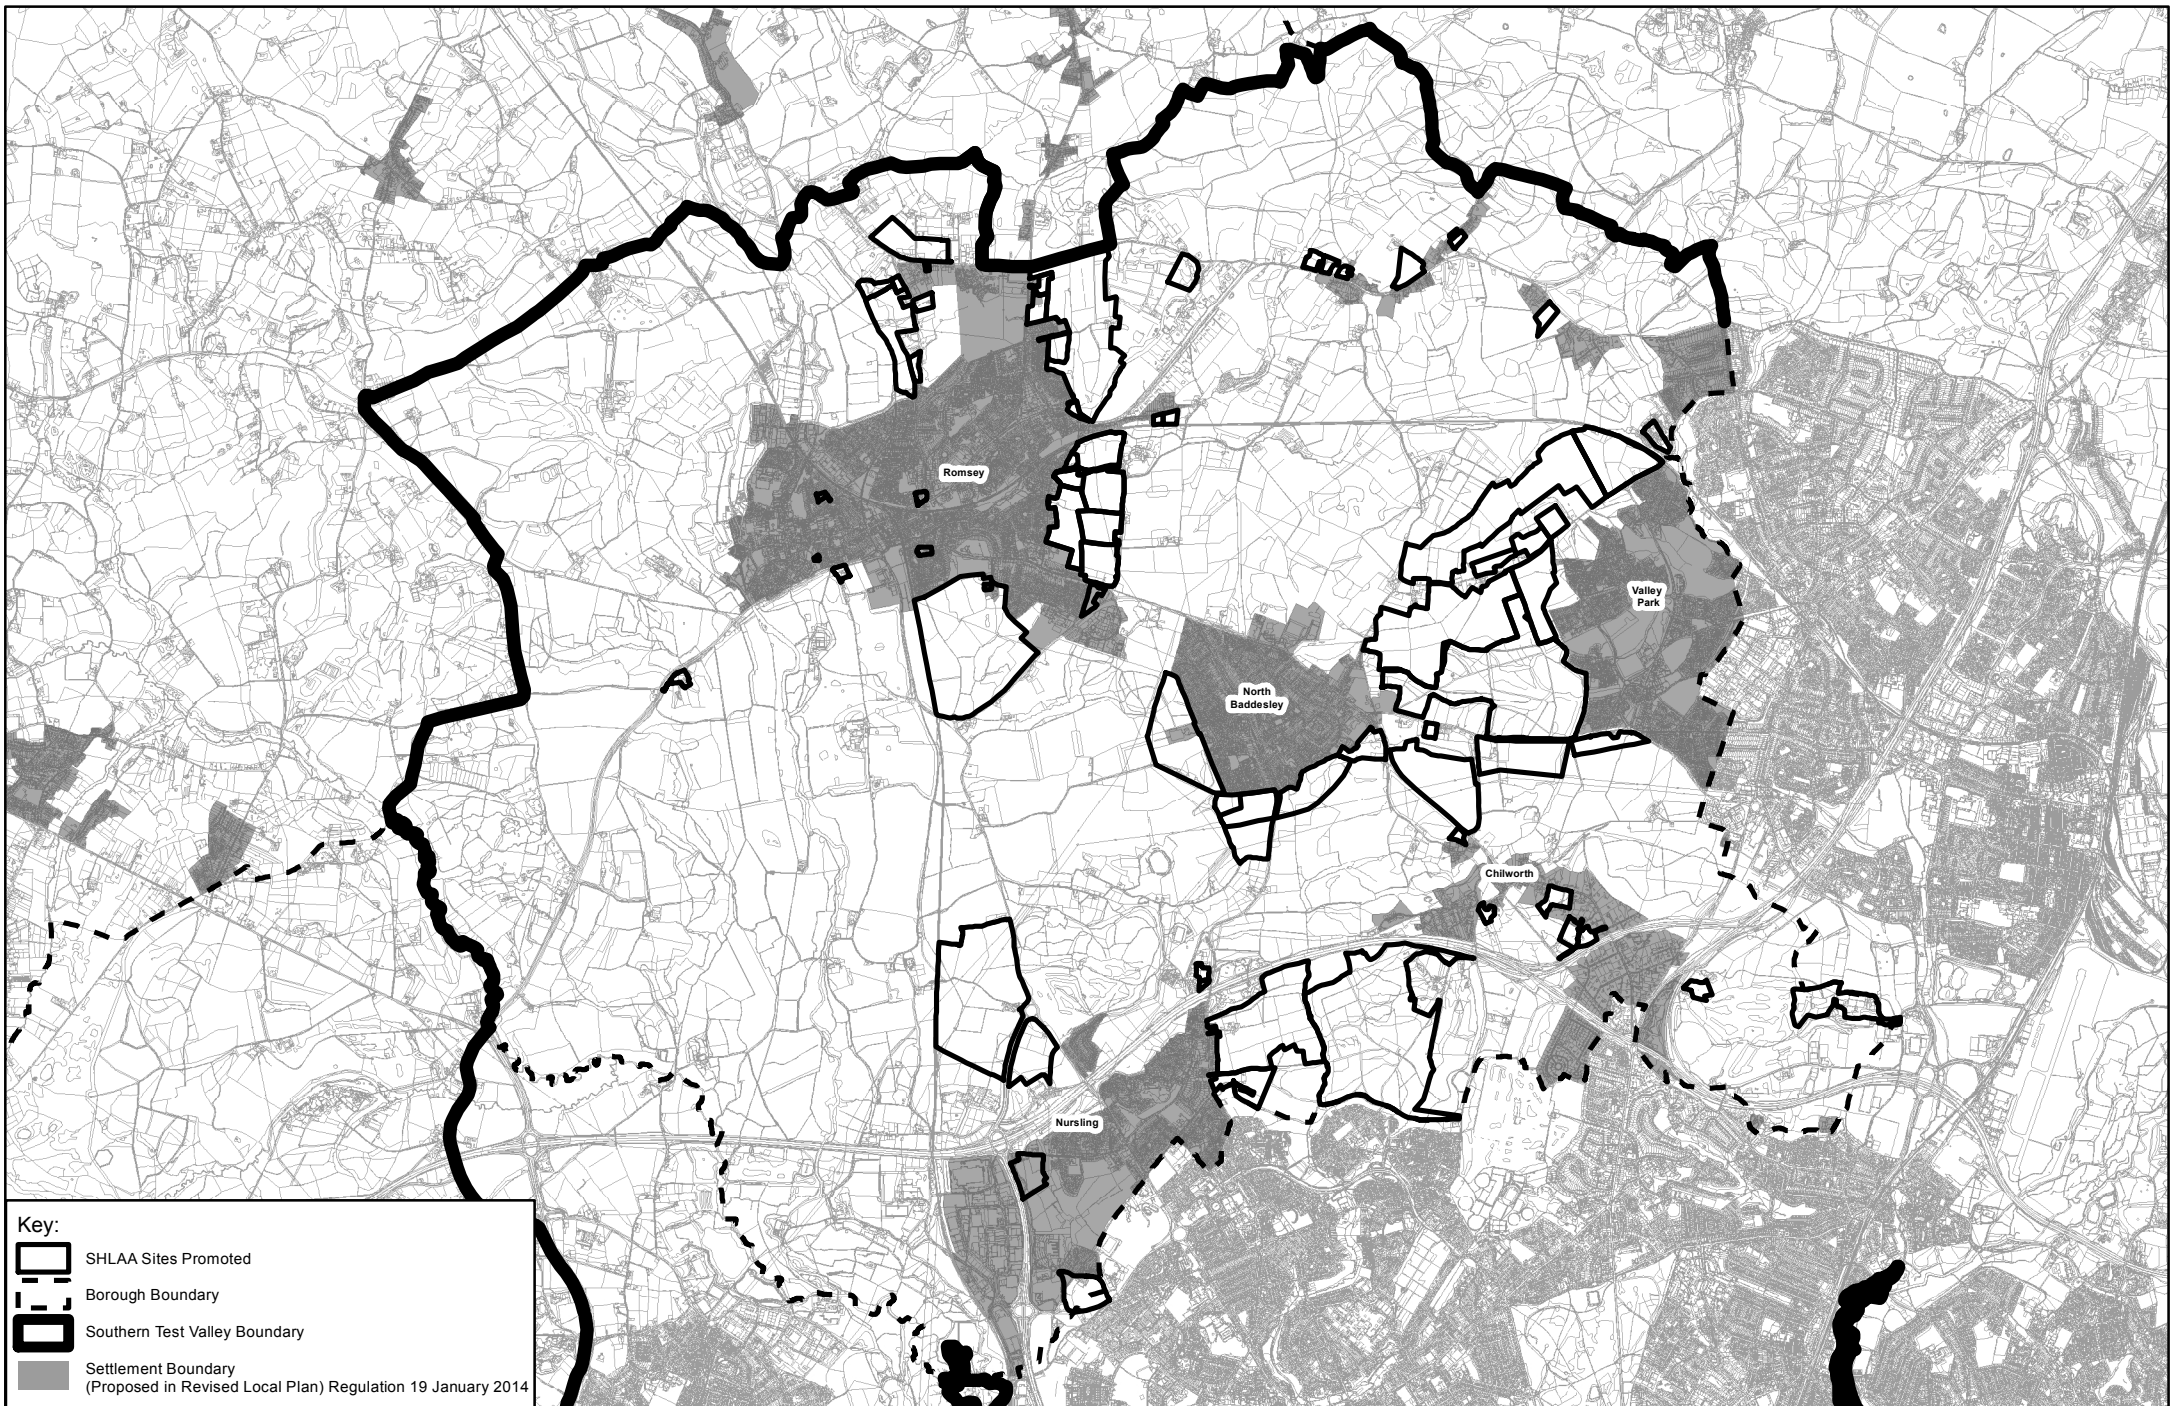 Romsey
Valley
Park
North
Baddesley
Chilworth
Nursling
Key:
SHLAA Sites Promoted
Borough Boundary
Southern Test Valley Boundary
Settlement Boundary
(Proposed in Revised Local Plan) Regulation 19 January 2014